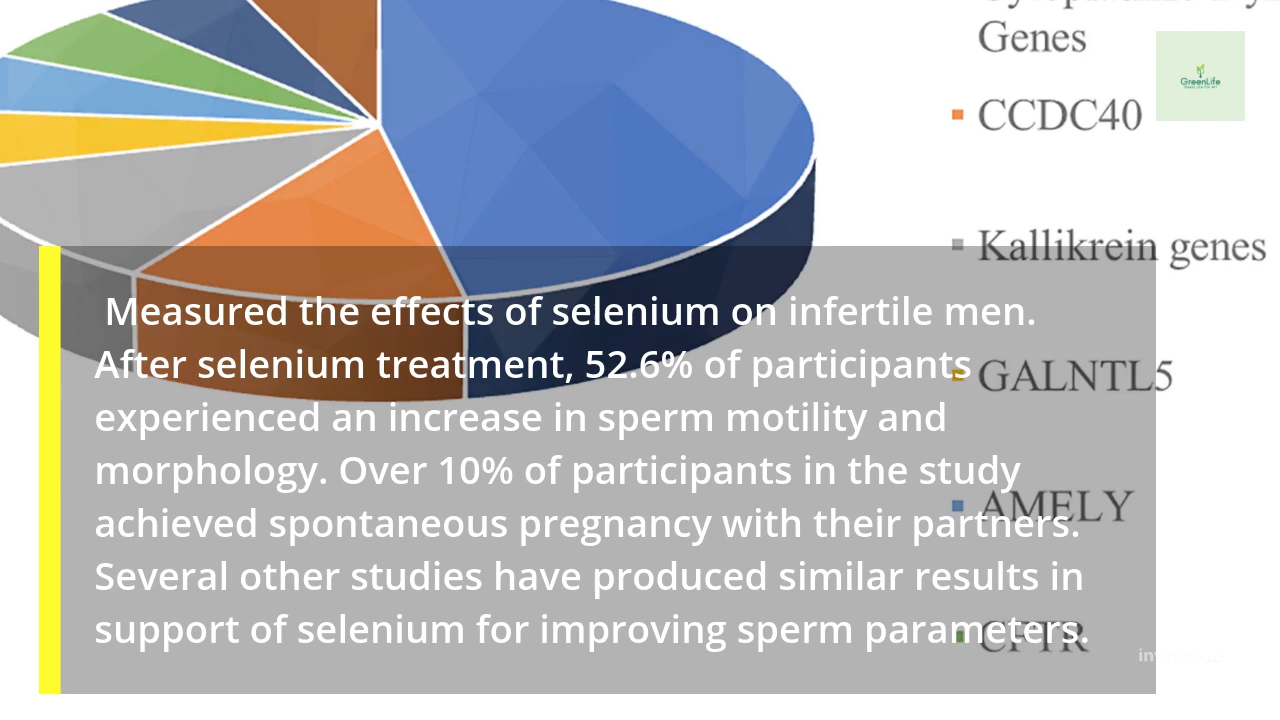 Genes
CCDC40
GreenLife
Kallikrein genes
GALNTL5
AMELY
CFTR
Measured the effects of selenium on infertile men.
After selenium treatment, 52.6% of participants
experienced an increase in sperm motility and
morphology. Over 10% of participants in the study
achieved spontaneous pregnancy with their partners.
Several other studies have produced similar results in
support of selenium for improving sperm parameters.